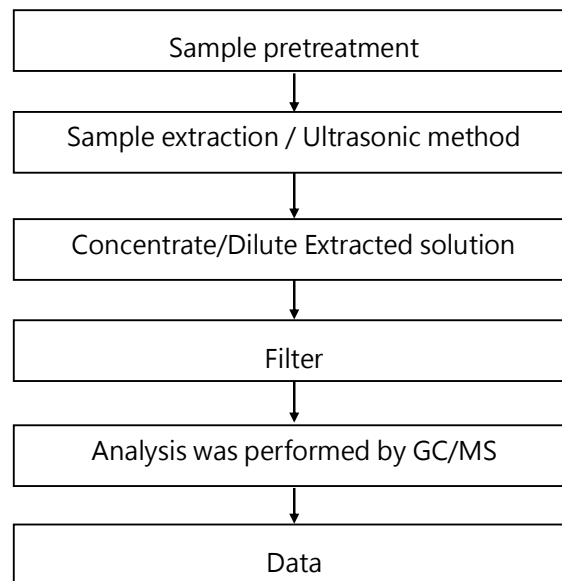 Sample pretreatment
Sample extraction / Ultrasonic method
Concentrate/Dilute Extracted solution
Filter
Analysis was performed by GC/MS
Data